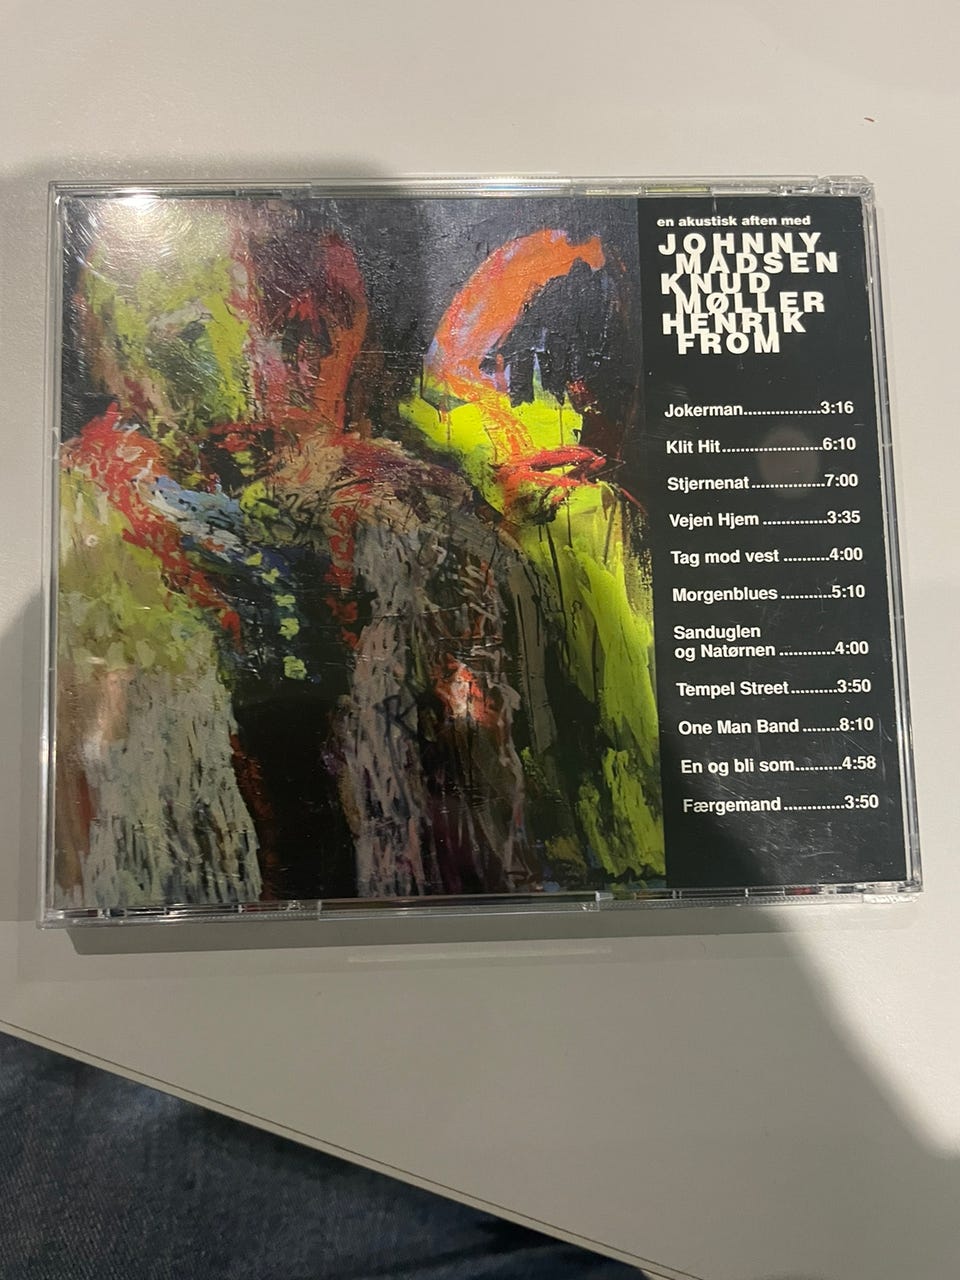 en akustisk aften med
JOHNNY
MADSEN
KNUD
MØLLER
HENRIK
FROM
Jokerman.................3:16
Klit Hit......................6:10
Stjernenat................7:00
Vejen Hjem ..............3:35
Tag mod vest ..........4:00
Morgenblues ...........5:10
Sanduglen
og Natørnen ............4:00
Tempel Street..........3:50
One Man Band ........8:10
En og bli som..........4:58
Færgemand .............3:50